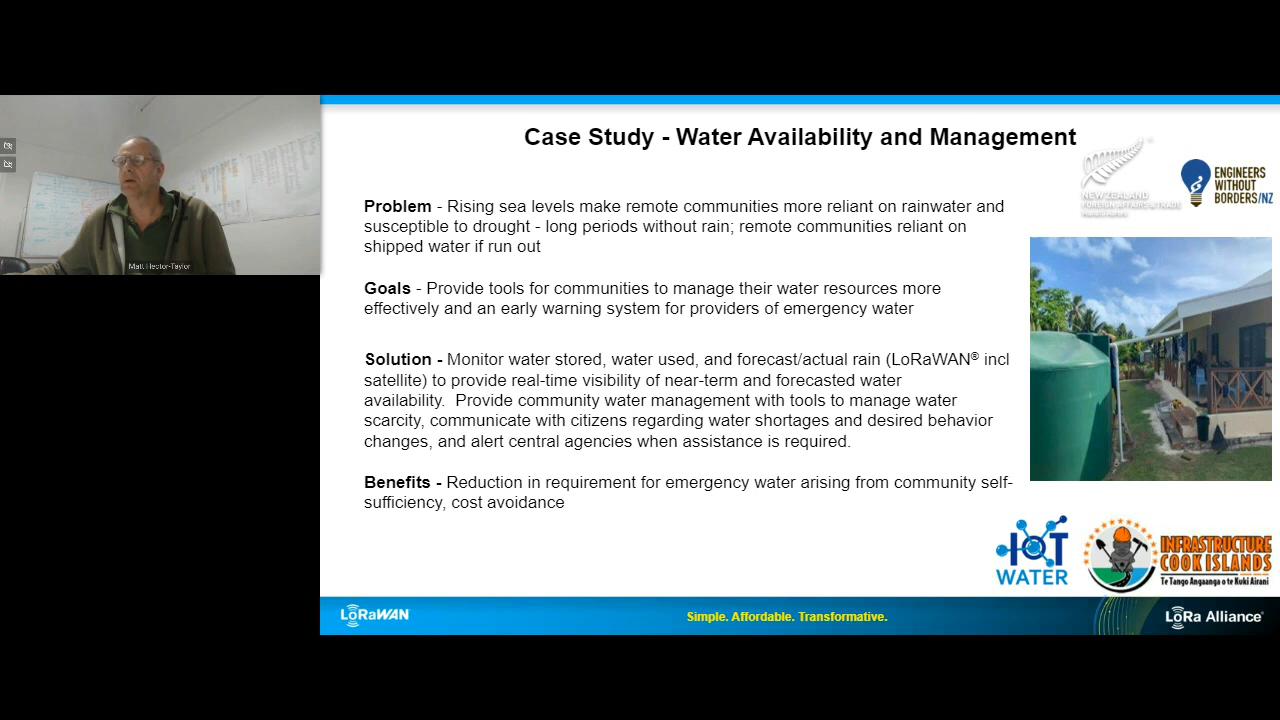 Case Study - Water Availability and Management
NEW ZEALAND
FOREIGN AFFAIRS & TRADE
ENGINEERS
WITHOUT
BORDERS/NZ
Problem - Rising sea levels make remote communities more reliant on rainwater and
susceptible to drought - long periods without rain; remote communities reliant on
shipped water if run out
Matt Hector-Taylor
Goals - Provide tools for communities to manage their water resources more
effectively and an early warning system for providers of emergency water
Solution - Monitor water stored, water used, and forecast/actual rain (LoRaWAN® incl
satellite) to provide real-time visibility of near-term and forecasted water
availability.  Provide community water management with tools to manage water
scarcity, communicate with citizens regarding water shortages and desired behavior
changes, and alert central agencies when assistance is required.
Benefits - Reduction in requirement for emergency water arising from community self-
sufficiency, cost avoidance
IOT
WATER
INFRASTRUCTURE
COOK ISLANDS
Te Tango Angaanga o te Kuki Airani
LoRaWAN
Simple. Affordable. Transformative.
LoRa Alliance®